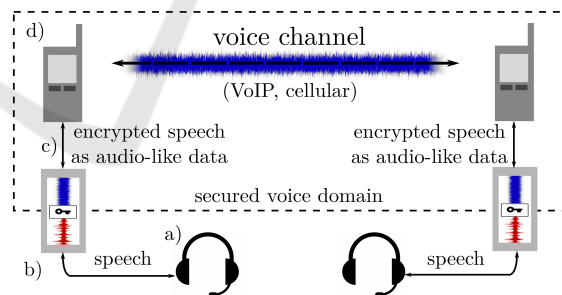 d)
voice channel
(VoIP, cellular)
c)
encrypted speech
as audio-like data
encrypted speech
as audio-like data
secured voice domain
a)
b)
speech
speech